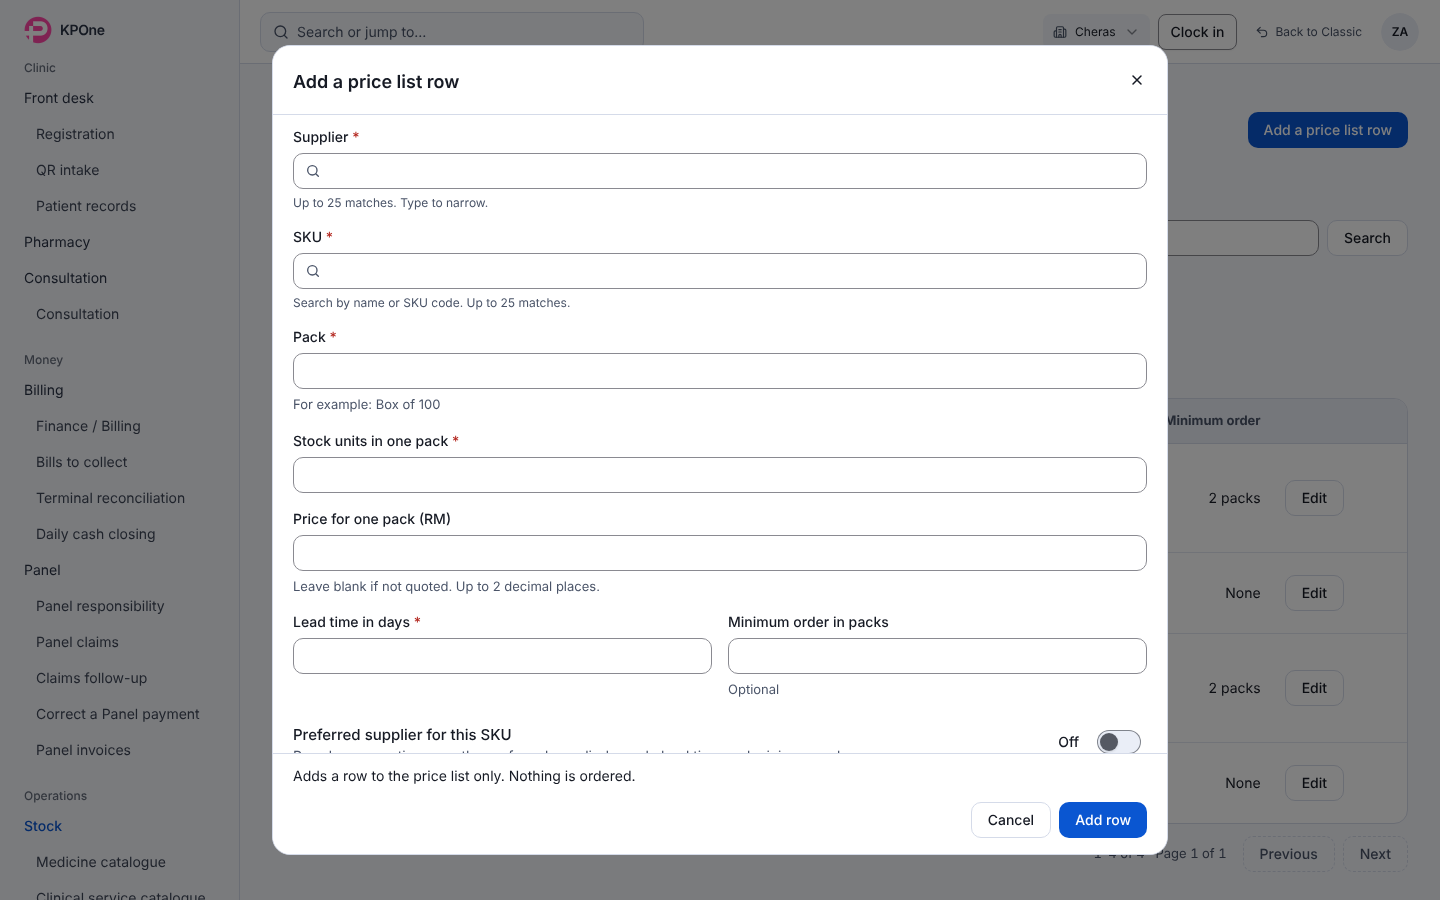 KPOne
Search or jump to...
Cheras
Clock in
Back to Classic
ZA
Clinic
Front desk
Registration
QR intake
Patient records
Pharmacy
Consultation
Consultation
Money
Billing
Finance / Billing
Bills to collect
Terminal reconciliation
Daily cash closing
Panel
Panel responsibility
Panel claims
Claims follow-up
Correct a Panel payment
Panel invoices
Operations
Stock
Medicine catalogue
Clinical service catalogue
Add a price list row
Search
Minimum order
2 packs
Edit
None
Edit
2 packs
Edit
None
Edit
Page 1 of 1
Previous
Next
Add a price list row
Supplier *
Up to 25 matches. Type to narrow.
SKU *
Search by name or SKU code. Up to 25 matches.
Pack *
For example: Box of 100
Stock units in one pack *
Price for one pack (RM)
Leave blank if not quoted. Up to 2 decimal places.
Lead time in days *
Minimum order in packs
Optional
Preferred supplier for this SKU
Off
Adds a row to the price list only. Nothing is ordered.
Cancel
Add row